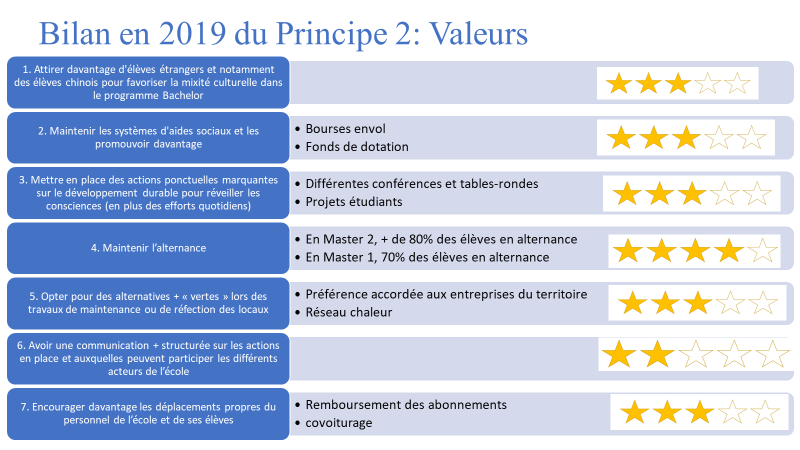 Bilan en 2019 du Principe 2: Valeurs
1. Attirer davantage d'élèves étrangers et notamment
des élèves chinois pour favoriser la mixité culturelle dans
le programme Bachelor
2. Maintenir les systèmes d'aides sociaux et les
promouvoir davantage
• Bourses envol
• Fonds de dotation
3. Mettre en place des actions ponctuelles marquantes
sur le développement durable pour réveiller les
consciences (en plus des efforts quotidiens)
• Différentes conférences et tables-rondes
• Projets étudiants
4. Maintenir l'alternance
• En Master 2, + de 80% des élèves en alternance
• En Master 1, 70% des élèves en alternance
5. Opter pour des alternatives + « vertes » lors des
travaux de maintenance ou de réfection des locaux
• Préférence accordée aux entreprises du territoire
• Réseau chaleur
6. Avoir une communication + structurée sur les actions
en place et auxquelles peuvent participer les différents
acteurs de l'école
7. Encourager davantage les déplacements propres du
personnel de l'école et de ses élèves
• Remboursement des abonnements
• covoiturage